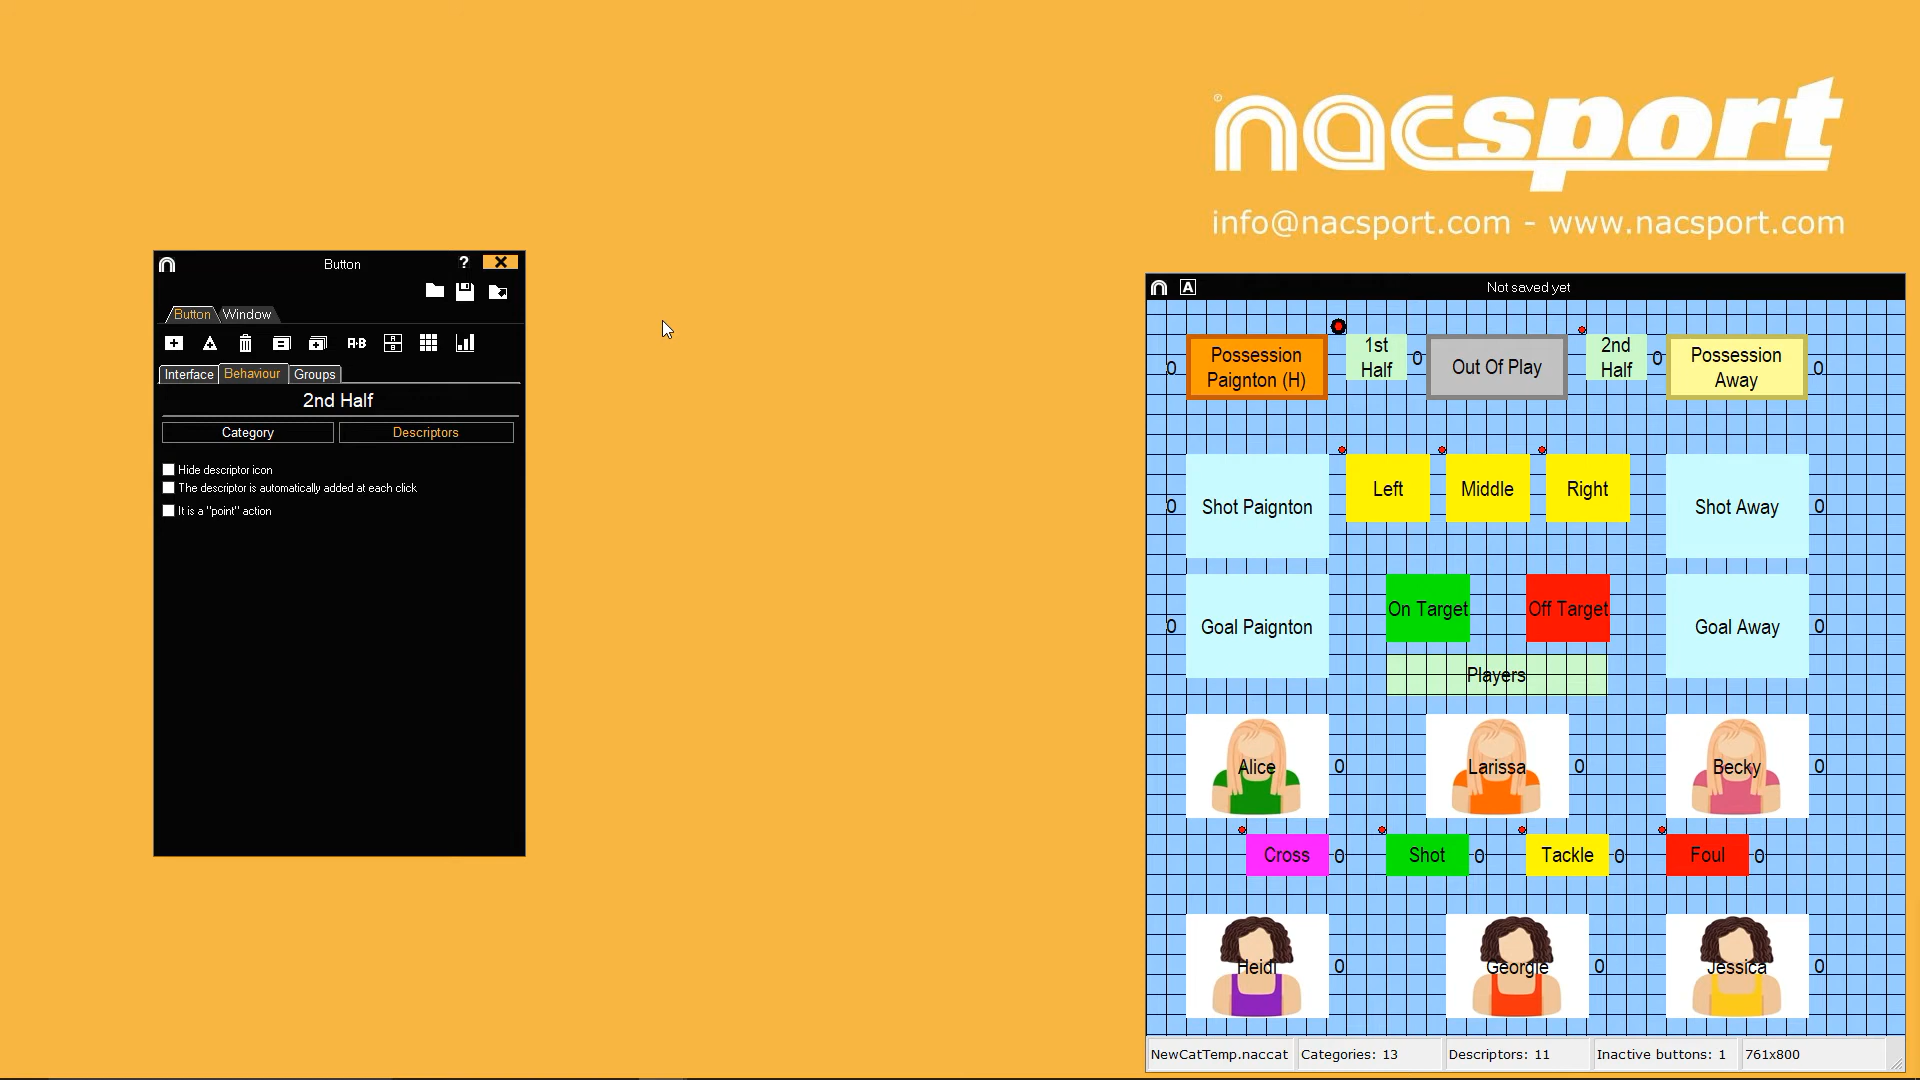 nacsport
info@nacsport.com - www.nacsport.com
Button
?
Button Window
A-B
Interface Behaviour Groups
2nd Half
Category Descriptors
Hide descriptor icon
The descriptor is automatically added at each click
It is a "point" action
A Not saved yet
0 Possession
Paignton (H)
1st
Half
0 Out Of Play
2nd
Half
0 Possession
Away
0
0 Shot Paignton Left Middle Right Shot Away 0
0 Goal Paignton On Target Off Target Goal Away 0
Players
Alice 0 Larissa 0 Becky 0
Cross 0 Shot 0 Tackle 0 Foul 0
Heidi 0 Georgie 0 Jessica 0
NewCatTemp.naccat Categories: 13 Descriptors: 11 Inactive buttons: 1 761x800